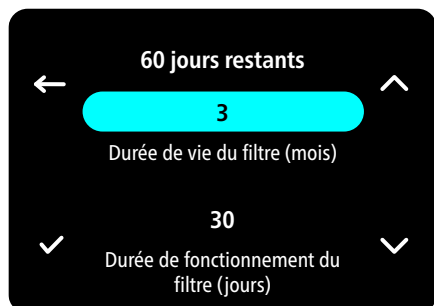 60 jours restants
3
Durée de vie du filtre (mois)
30
Durée de fonctionnement du
filtre (jours)